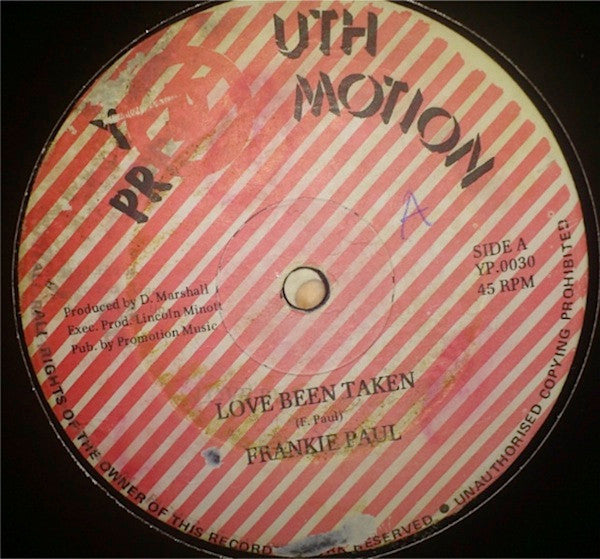 Y UTH
PR MOTION
A
SIDE A
YP.0030
45 RPM
Produced by D. Marshall
Exec. Prod. Lincoln Minott
Pub. by Promotion Music
LOVE BEEN TAKEN
(F. Paul)
FRANKIE PAUL
ALL RIGHTS OF THE OWNER OF THIS RECORD RESERVED ● UNAUTHORISED COPYING PROHIBITED